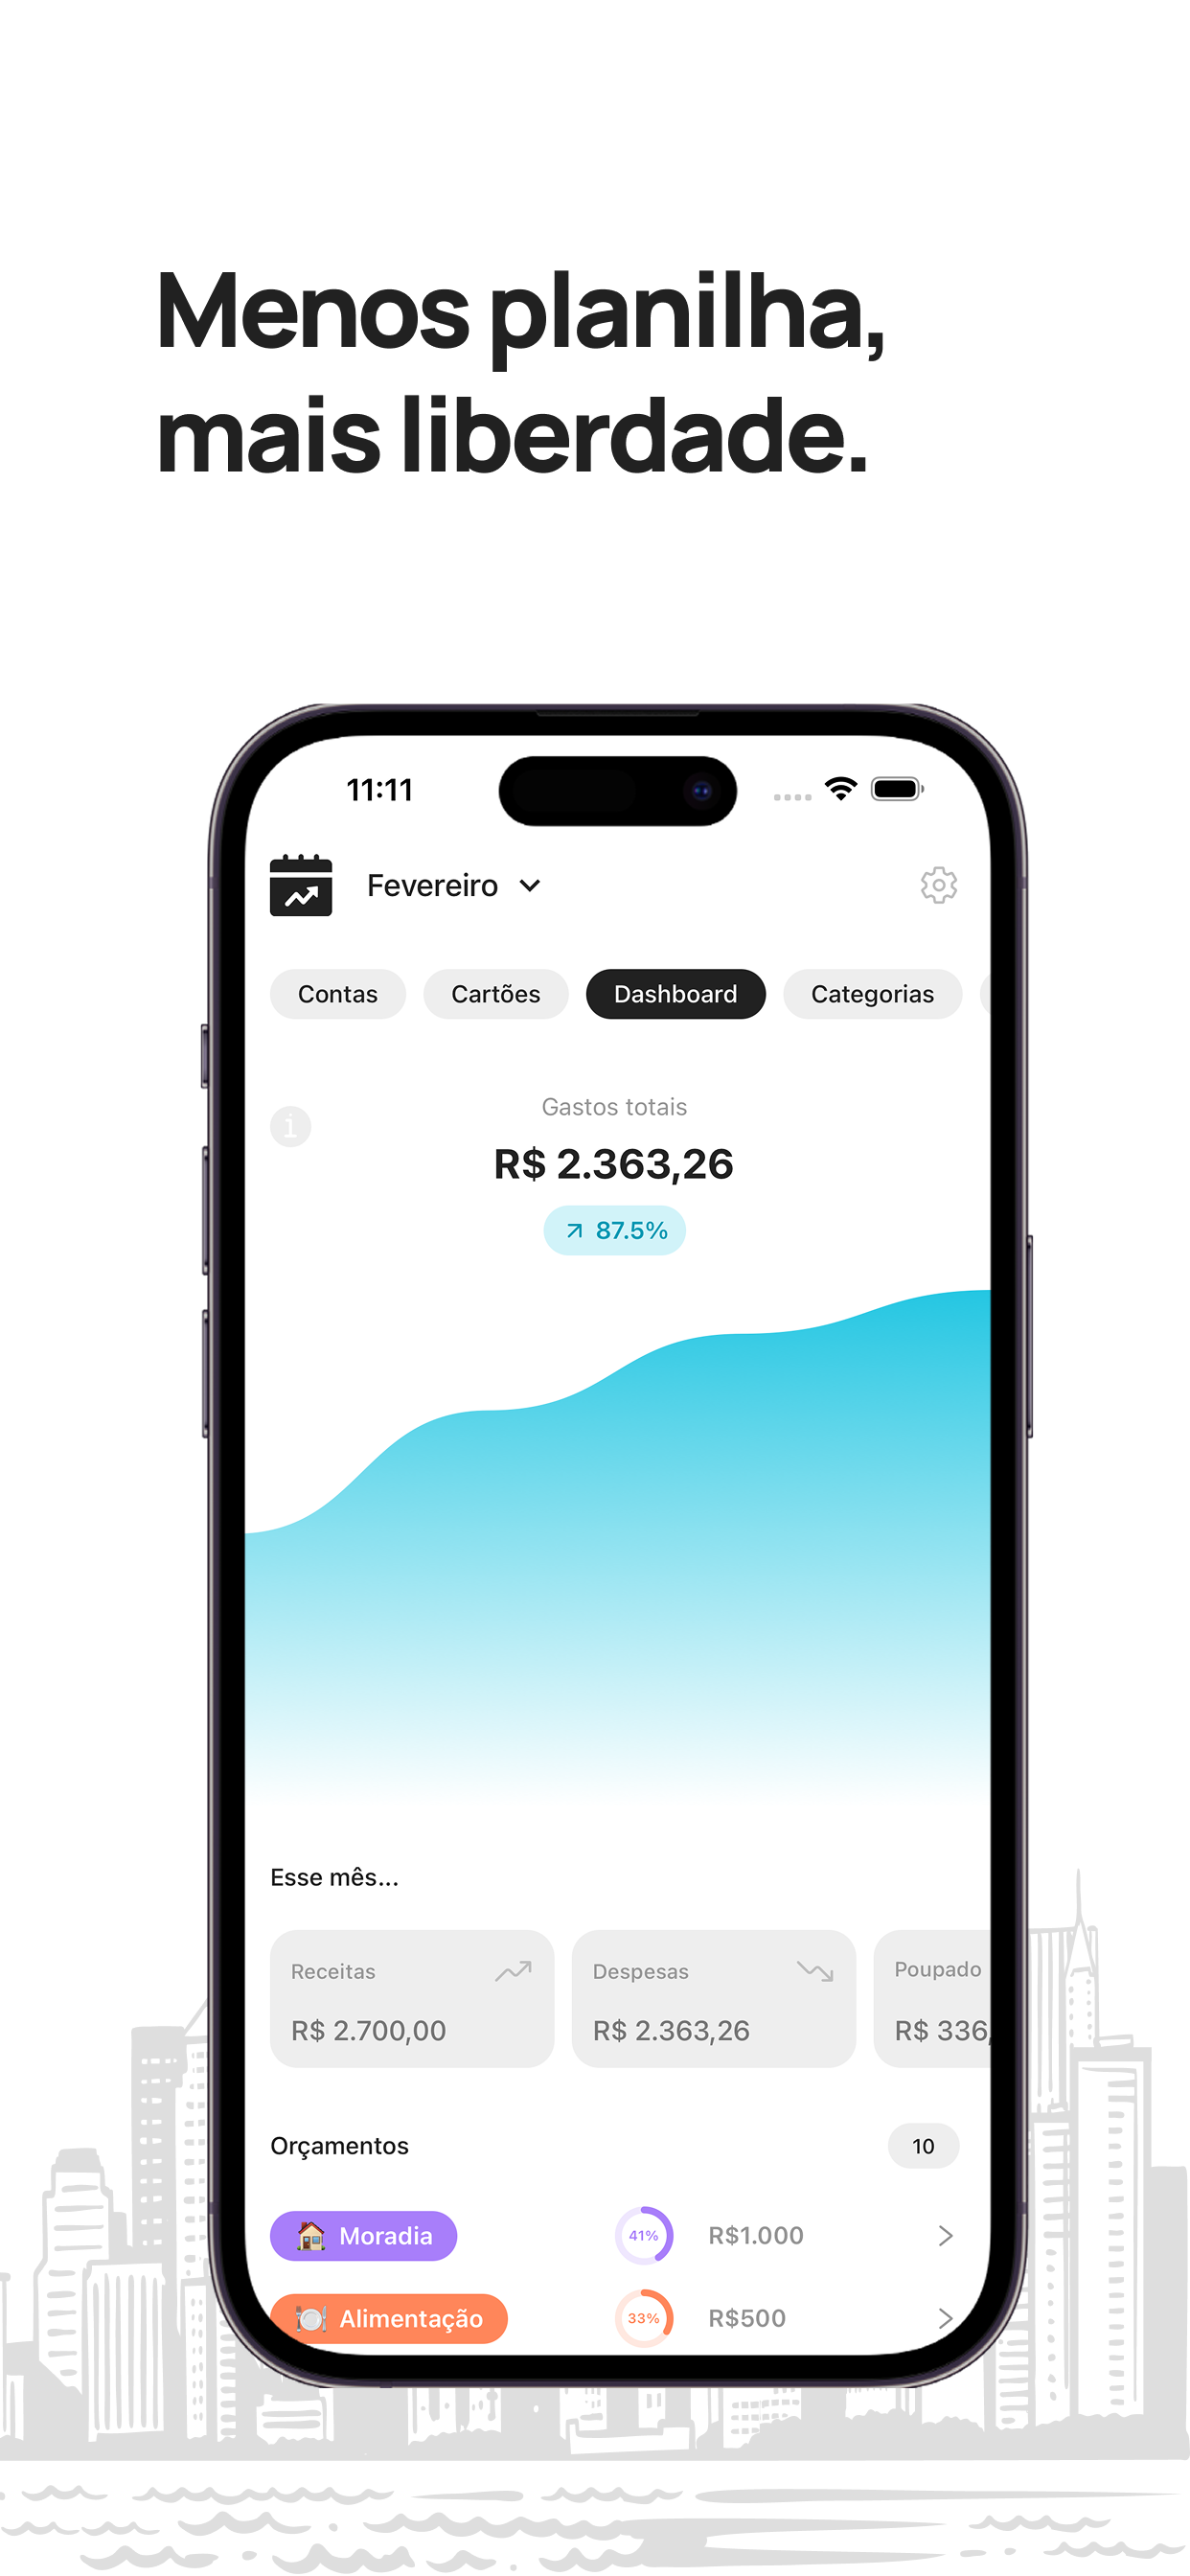 Menos planilha,
mais liberdade.
11:11
Fevereiro
Contas Cartões Dashboard Categorias
i
Gastos totais
R$ 2.363,26
87.5%
Esse mês...
Receitas Despesas Poupado
R$ 2.700,00 R$ 2.363,26 R$ 336,
Orçamentos 10
Moradia 41% R$1.000
Alimentação 33% R$500